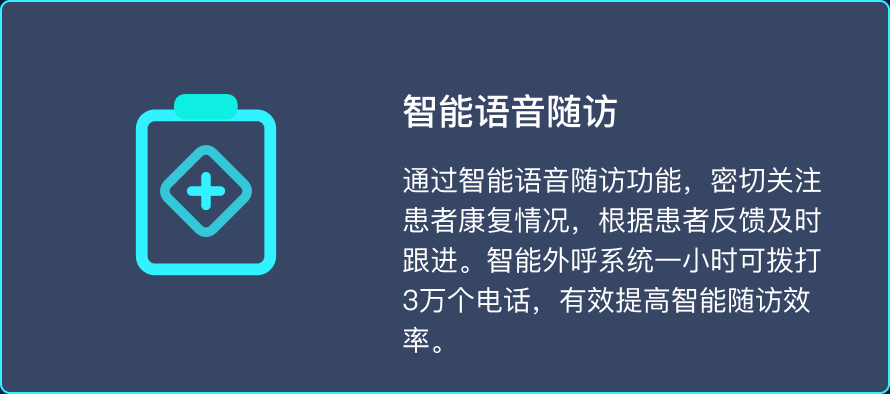 智能语音随访
通过智能语音随访功能，密切关注
患者康复情况，根据患者反馈及时
跟进。智能外呼系统一小时可拨打
3万个电话，有效提高智能随访效
率。